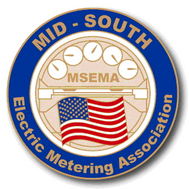 MID - SOUTH
MSEMA
Electric Metering Association